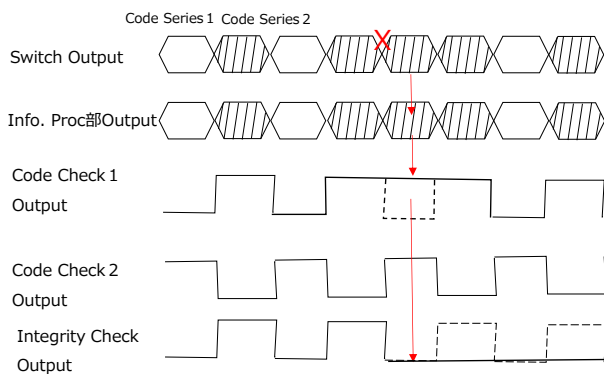 Code Series 1 Code Series 2
Switch Output
X
Info. Proc部Output
Code Check 1
Output
Code Check 2
Output
Integrity Check
Output